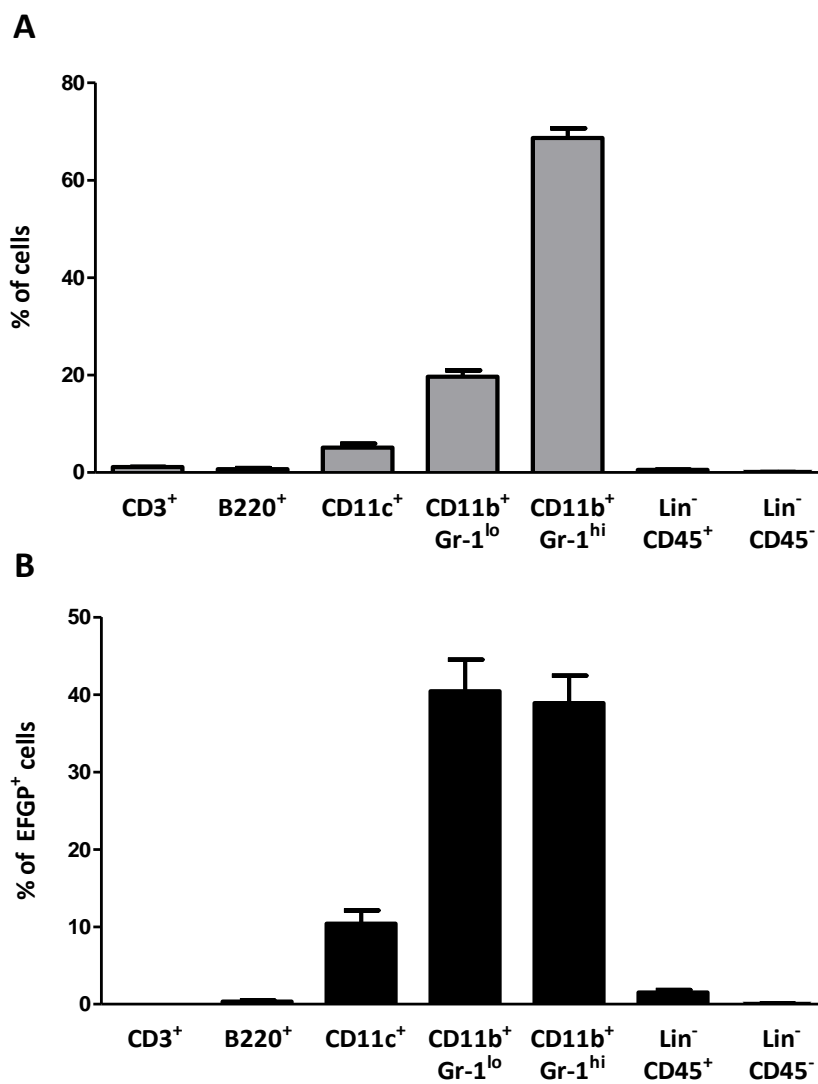 A
80
60
40
20
0
% of cells
CD3⁺ B220⁺ CD11c⁺ CD11b⁺ CD11b⁺ Lin⁻ Lin⁻
Gr-1ˡᵒ Gr-1ʰⁱ CD45⁺ CD45⁻
B
50
40
30
20
10
0
% of EFGP⁺ cells
CD3⁺ B220⁺ CD11c⁺ CD11b⁺ CD11b⁺ Lin⁻ Lin⁻
Gr-1ˡᵒ Gr-1ʰⁱ CD45⁺ CD45⁻